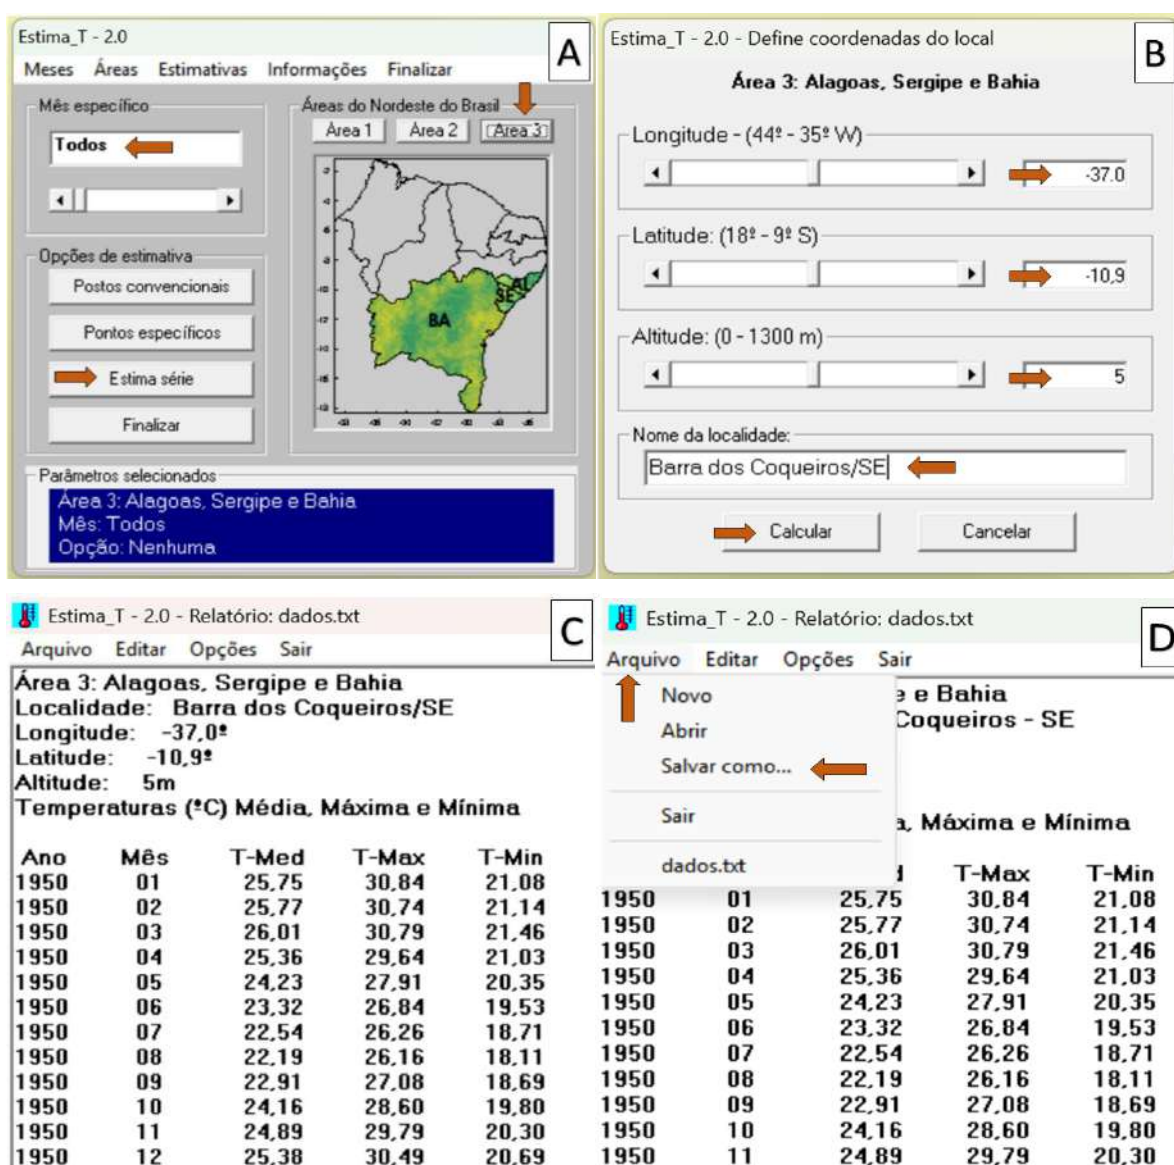 Estima_T - 2.0
A
Meses Áreas Estimativas Informações Finalizar
Mês específico
Todos
Áreas do Nordeste do Brasil
Área 1 Área 2 Área 3
BA
SE
AL
Opções de estimativa
Postos convencionais
Pontos específicos
Estima série
Finalizar
Parâmetros selecionados
Área 3: Alagoas, Sergipe e Bahia
Mês: Todos
Opção: Nenhuma
Estima_T - 2.0 - Define coordenadas do local
B
Área 3: Alagoas, Sergipe e Bahia
Longitude - (44º - 35º W)
-37.0
Latitude: (18º - 9º S)
-10,9
Altitude: (0 - 1300 m)
5
Nome da localidade:
Barra dos Coqueiros/SE
Calcular Cancelar
Estima_T - 2.0 - Relatório: dados.txt
C
Arquivo Editar Opções Sair
Área 3: Alagoas, Sergipe e Bahia
Localidade: Barra dos Coqueiros/SE
Longitude: -37,0º
Latitude: -10,9º
Altitude: 5m
Temperaturas (ºC) Média, Máxima e Mínima
Ano Mês T-Med T-Max T-Min
1950 01 25,75 30,84 21,08
1950 02 25,77 30,74 21,14
1950 03 26,01 30,79 21,46
1950 04 25,36 29,64 21,03
1950 05 24,23 27,91 20,35
1950 06 23,32 26,84 19,53
1950 07 22,54 26,26 18,71
1950 08 22,19 26,16 18,11
1950 09 22,91 27,08 18,69
1950 10 24,16 28,60 19,80
1950 11 24,89 29,79 20,30
1950 12 25,38 30,49 20,69
Estima_T - 2.0 - Relatório: dados.txt
D
Arquivo Editar Opções Sair
Novo
Abrir
Salvar como...
Sair
dados.txt
e Bahia
Coqueiros - SE
a, Máxima e Mínima
T-Max T-Min
1950 01 25,75 30,84 21,08
1950 02 25,77 30,74 21,14
1950 03 26,01 30,79 21,46
1950 04 25,36 29,64 21,03
1950 05 24,23 27,91 20,35
1950 06 23,32 26,84 19,53
1950 07 22,54 26,26 18,71
1950 08 22,19 26,16 18,11
1950 09 22,91 27,08 18,69
1950 10 24,16 28,60 19,80
1950 11 24,89 29,79 20,30